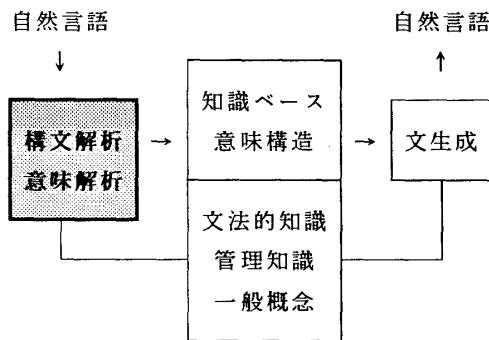 自然言語
自然言語
↓
↑
構文解析
意味解析
→
知識ベース
意味構造
→
文生成
文法的知識
管理知識
一般概念